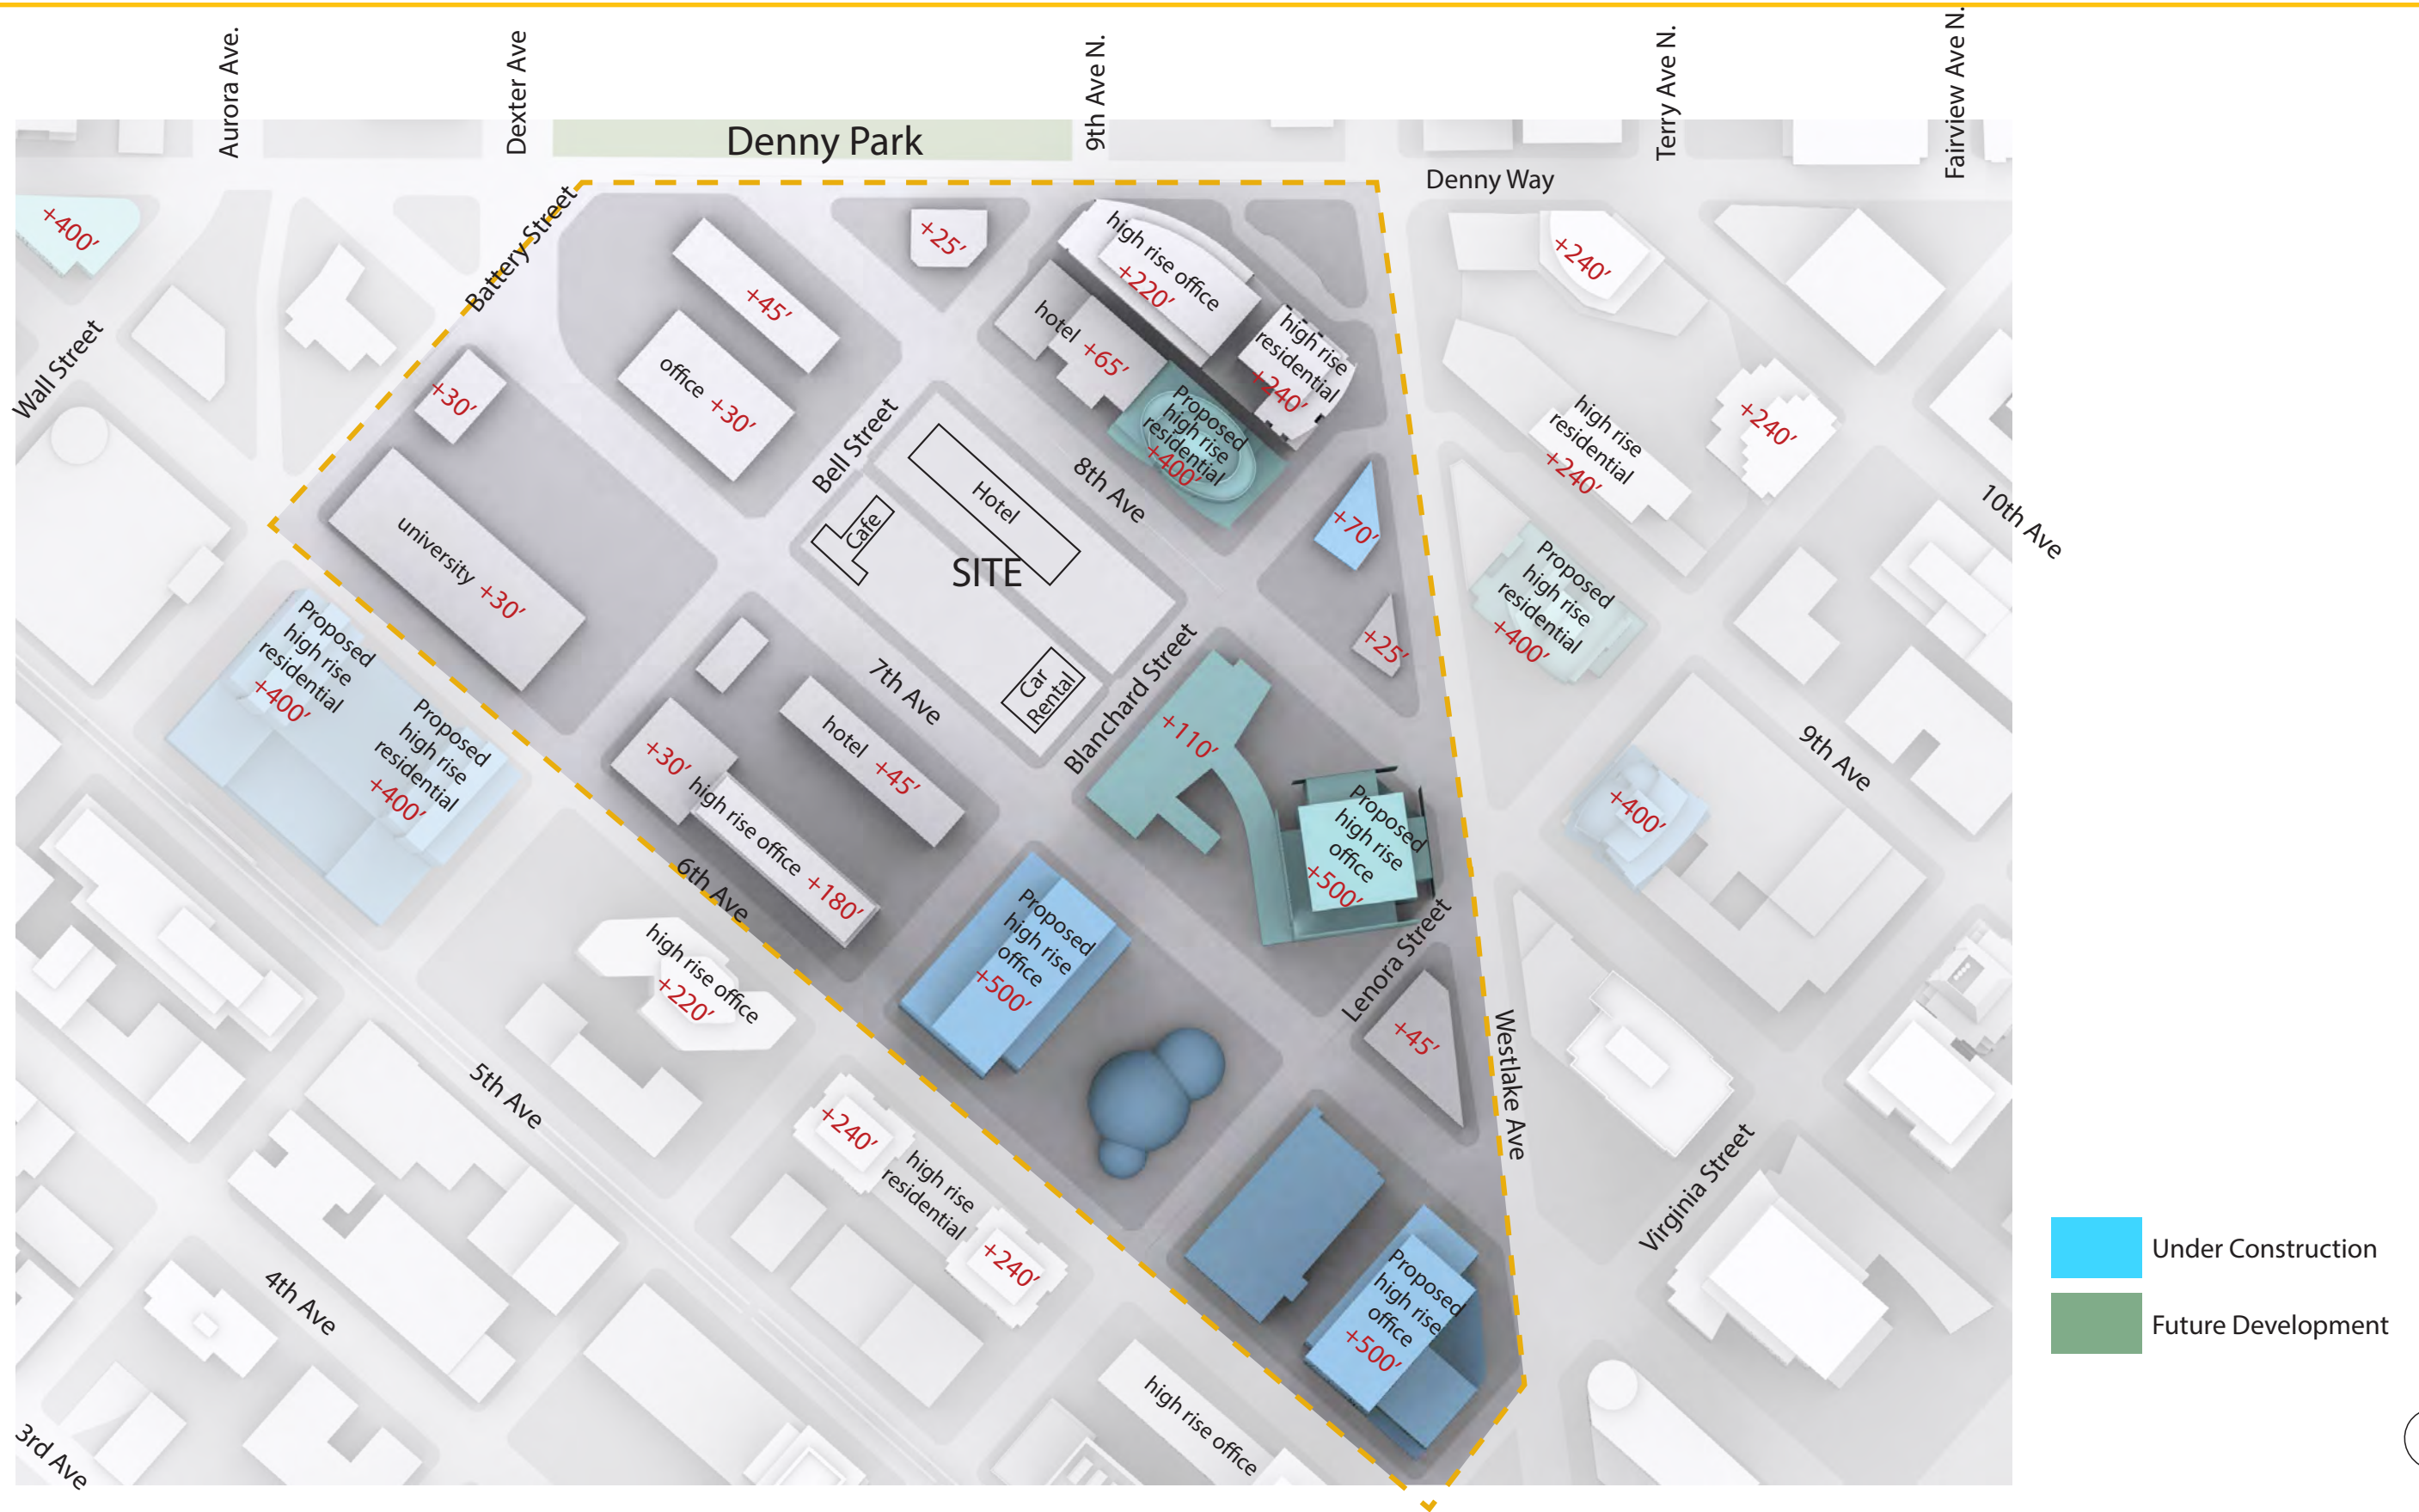 Aurora Ave.
Dexter Ave
9th Ave N.
Terry Ave N.
Fairview Ave N.
Denny Park
Denny Way
Battery Street
Wall Street
+400′
+45′
+25′
high rise office
+220′
hotel +65′
high rise
residential
+240′
Proposed
high rise
residential
+400′
+240′
high rise
residential
+240′
+240′
10th Ave
+30′
office +30′
Bell Street
8th Ave
+70′
+25′
Hotel
Cafe
SITE
Car
Rental
university +30′
Proposed
high rise
residential
+400′
Proposed
high rise
residential
+400′
Proposed
high rise
residential
+400′
7th Ave
Blanchard Street
+110′
hotel +45′
+30′
high rise office +180′
6th Ave
Proposed
high rise
office
+500′
+400′
9th Ave
high rise office
+220′
Proposed
high rise
office
+500′
Lenora Street
+45′
Westlake Ave
5th Ave
+240′
high rise
residential
+240′
Virginia Street
Proposed
high rise
office
+500′
4th Ave
3rd Ave
high rise office
Under Construction
Future Development